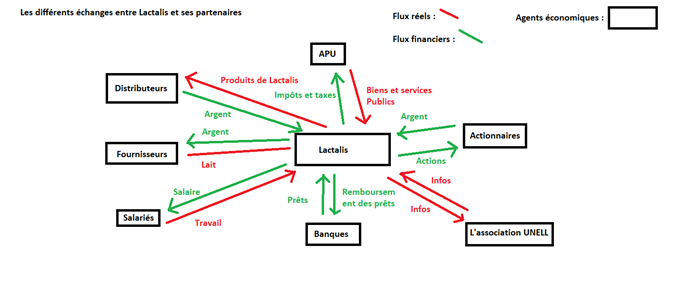 Les différents échanges entre Lactalis et ses partenaires
Flux réels :
Flux financiers :
Agents économiques :
APU
Produits de Lactalis
Impôts et taxes
Biens et services
Publics
Distributeurs
Argent
Argent
Argent
Actionnaires
Fournisseurs
Lait
Lactalis
Actions
Salaire
Salariés
Travail
Prêts
Remboursem
ent des prêts
Infos
Infos
Banques
L'association UNELL